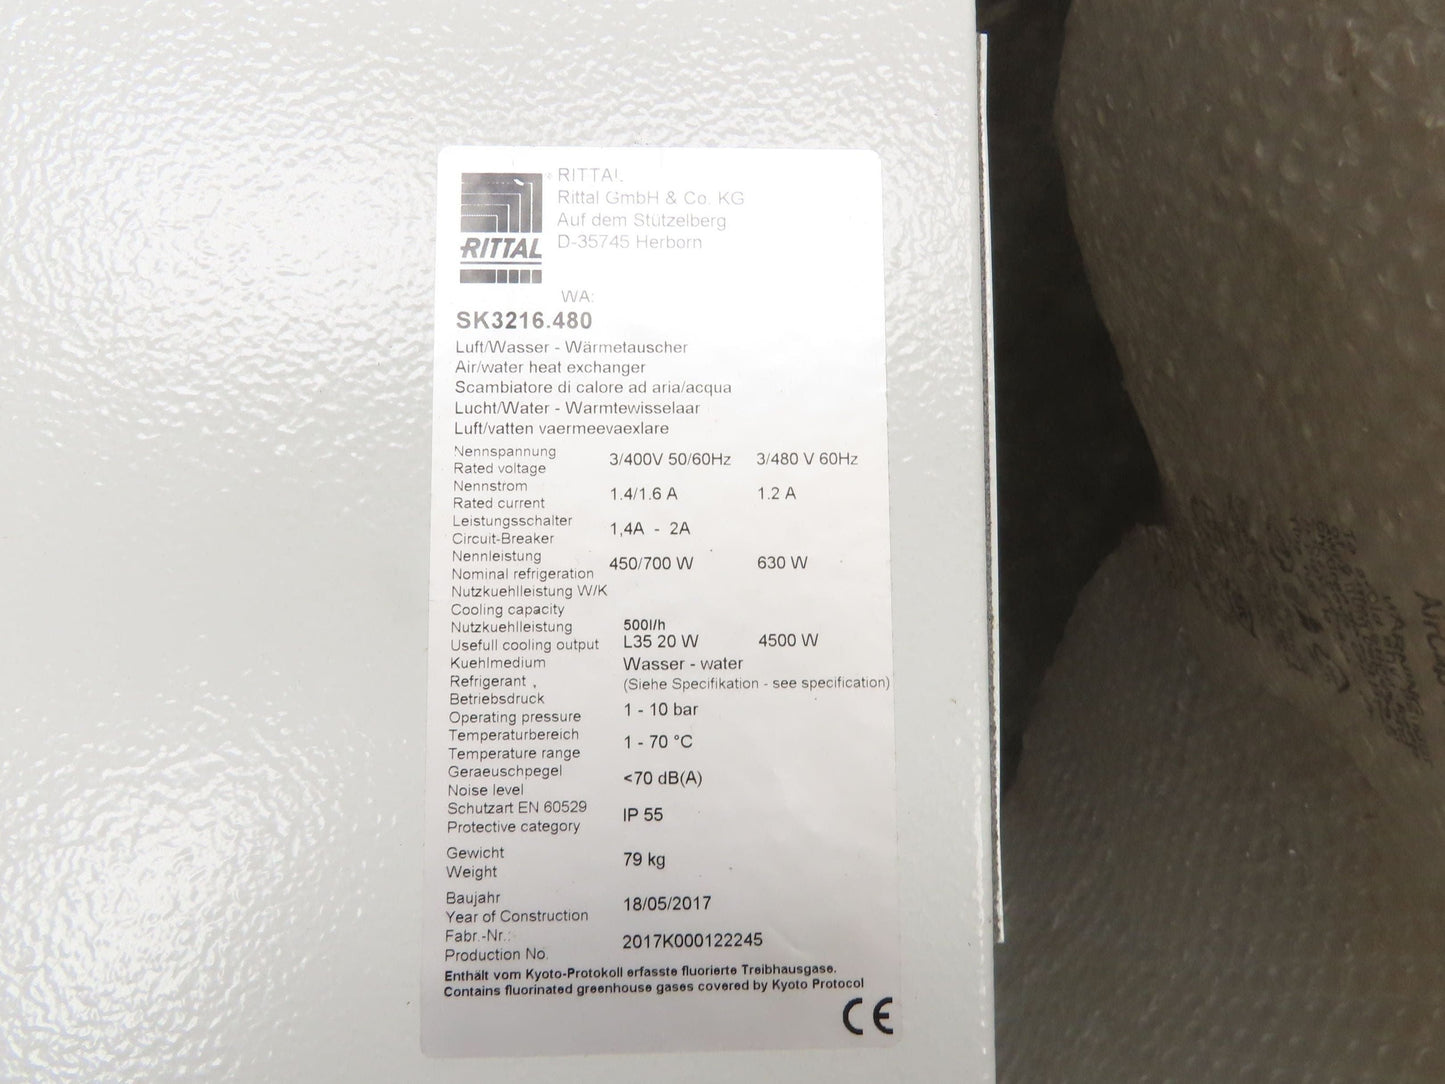 RITTAL
Rittal GmbH & Co. KG
Auf dem Stützelberg
D-35745 Herborn
RITTAL
WA:
SK3216.480
Luft/Wasser - Wärmetauscher
Air/water heat exchanger
Scambiatore di calore ad aria/acqua
Lucht/Water - Warmtewisselaar
Luft/vatten vaermeevaexlare
Nennspannung
Rated voltage 3/400V 50/60Hz 3/480 V 60Hz
Nennstrom
Rated current 1.4/1.6 A 1.2 A
Leistungsschalter
Circuit-Breaker 1,4A - 2A
Nennleistung
Nominal refrigeration 450/700 W 630 W
Nutzkuehlleistung W/K
Cooling capacity
Nutzkuehlleistung 500l/h
Usefull cooling output L35 20 W 4500 W
Kuehlmedium Wasser - water
Refrigerant (Siehe Specifikation - see specification)
Betriebsdruck
Operating pressure 1 - 10 bar
Temperaturbereich
Temperature range 1 - 70 °C
Geraeuschpegel
Noise level <70 dB(A)
Schutzart EN 60529
Protective category IP 55
Gewicht
Weight 79 kg
Baujahr
Year of Construction 18/05/2017
Fabr.-Nr.:
Production No. 2017K000122245
Enthält vom Kyoto-Protokoll erfasste fluorierte Treibhausgase.
Contains fluorinated greenhouse gases covered by Kyoto Protocol
CE